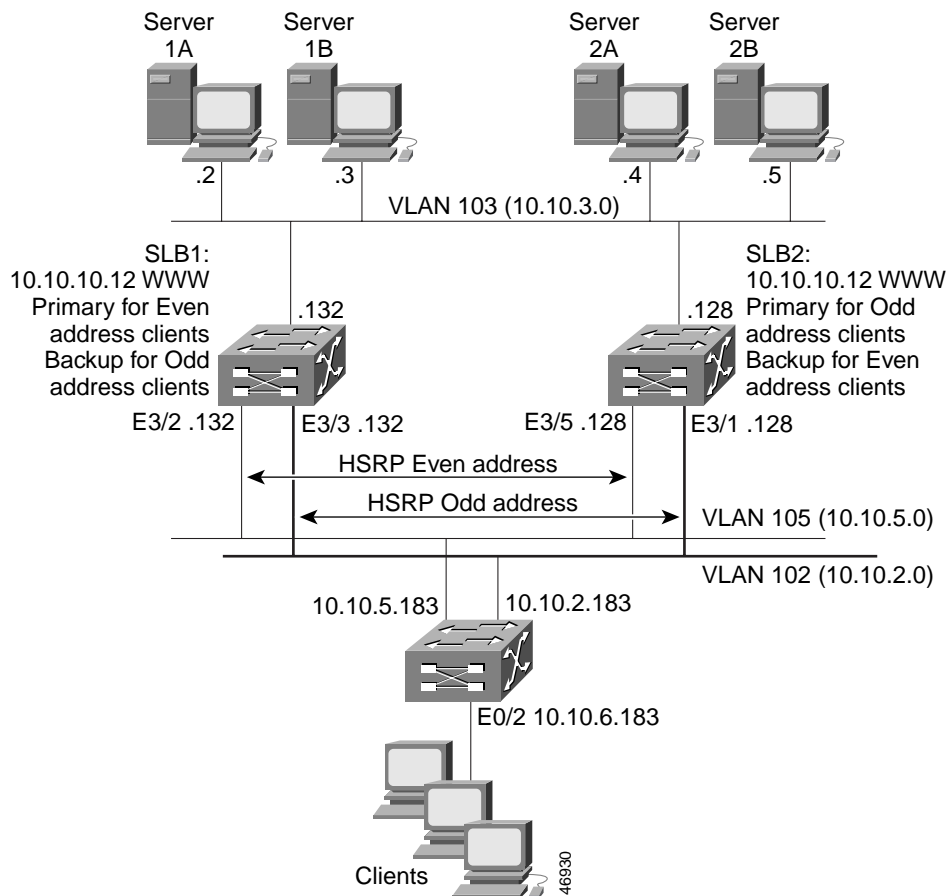 Server
1A
Server
1B
Server
2A
Server
2B
.2
.3
.4
.5
VLAN 103 (10.10.3.0)
SLB1:
10.10.10.12 WWW
Primary for Even
address clients
Backup for Odd
address clients
.132
.128
SLB2:
10.10.10.12 WWW
Primary for Odd
address clients
Backup for Even
address clients
E3/2 .132
E3/3 .132
E3/5 .128
E3/1 .128
HSRP Even address
HSRP Odd address
VLAN 105 (10.10.5.0)
VLAN 102 (10.10.2.0)
10.10.5.183
10.10.2.183
E0/2 10.10.6.183
Clients
46930